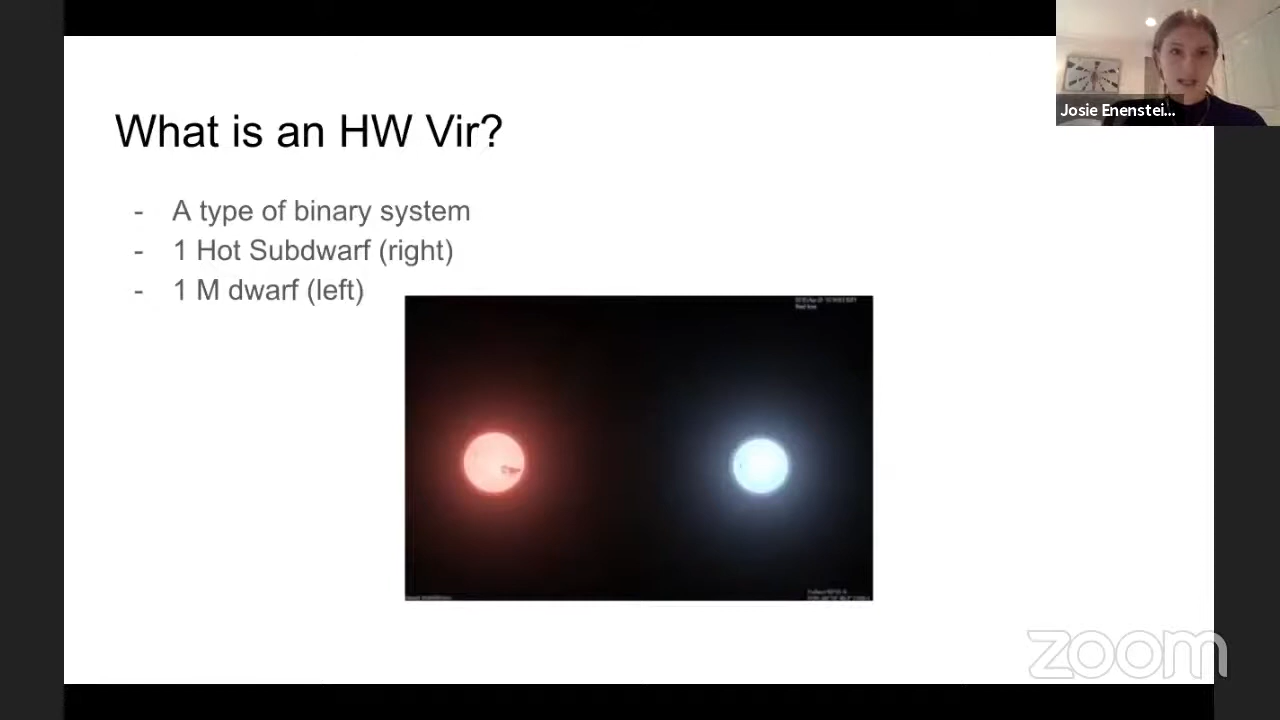 What is an HW Vir?
- A type of binary system
- 1 Hot Subdwarf (right)
- 1 M dwarf (left)
Josie Enenstei...
zoom